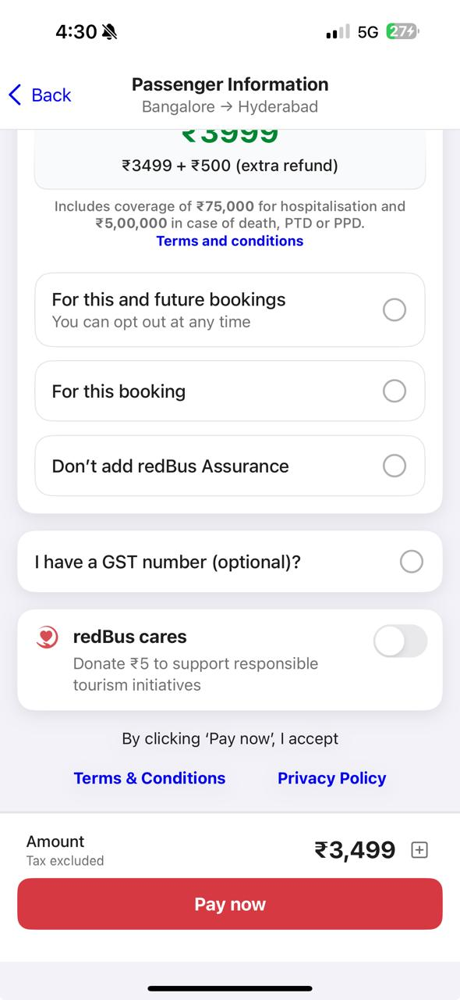 4:30
5G
27
Back
Passenger Information
Bangalore → Hyderabad
₹3999
₹3499 + ₹500 (extra refund)
Includes coverage of ₹75,000 for hospitalisation and
₹5,00,000 in case of death, PTD or PPD.
Terms and conditions
For this and future bookings
You can opt out at any time
For this booking
Don’t add redBus Assurance
I have a GST number (optional)?
redBus cares
Donate ₹5 to support responsible
tourism initiatives
By clicking ‘Pay now’, I accept
Terms & Conditions Privacy Policy
Amount
₹3,499
Tax excluded
Pay now